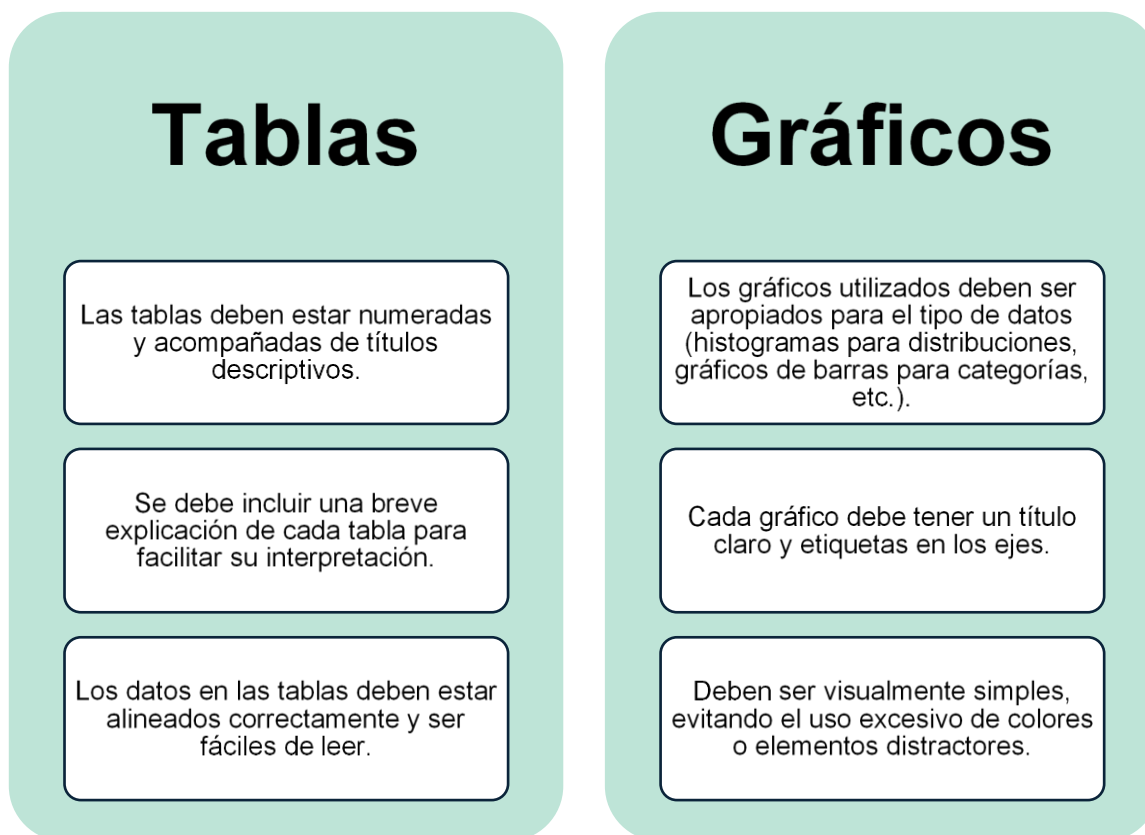 Tablas
Las tablas deben estar numeradas
y acompañadas de títulos
descriptivos.
Se debe incluir una breve
explicación de cada tabla para
facilitar su interpretación.
Los datos en las tablas deben estar
alineados correctamente y ser
fáciles de leer.
Gráficos
Los gráficos utilizados deben ser
apropiados para el tipo de datos
(histogramas para distribuciones,
gráficos de barras para categorías,
etc.).
Cada gráfico debe tener un título
claro y etiquetas en los ejes.
Deben ser visualmente simples,
evitando el uso excesivo de colores
o elementos distractores.